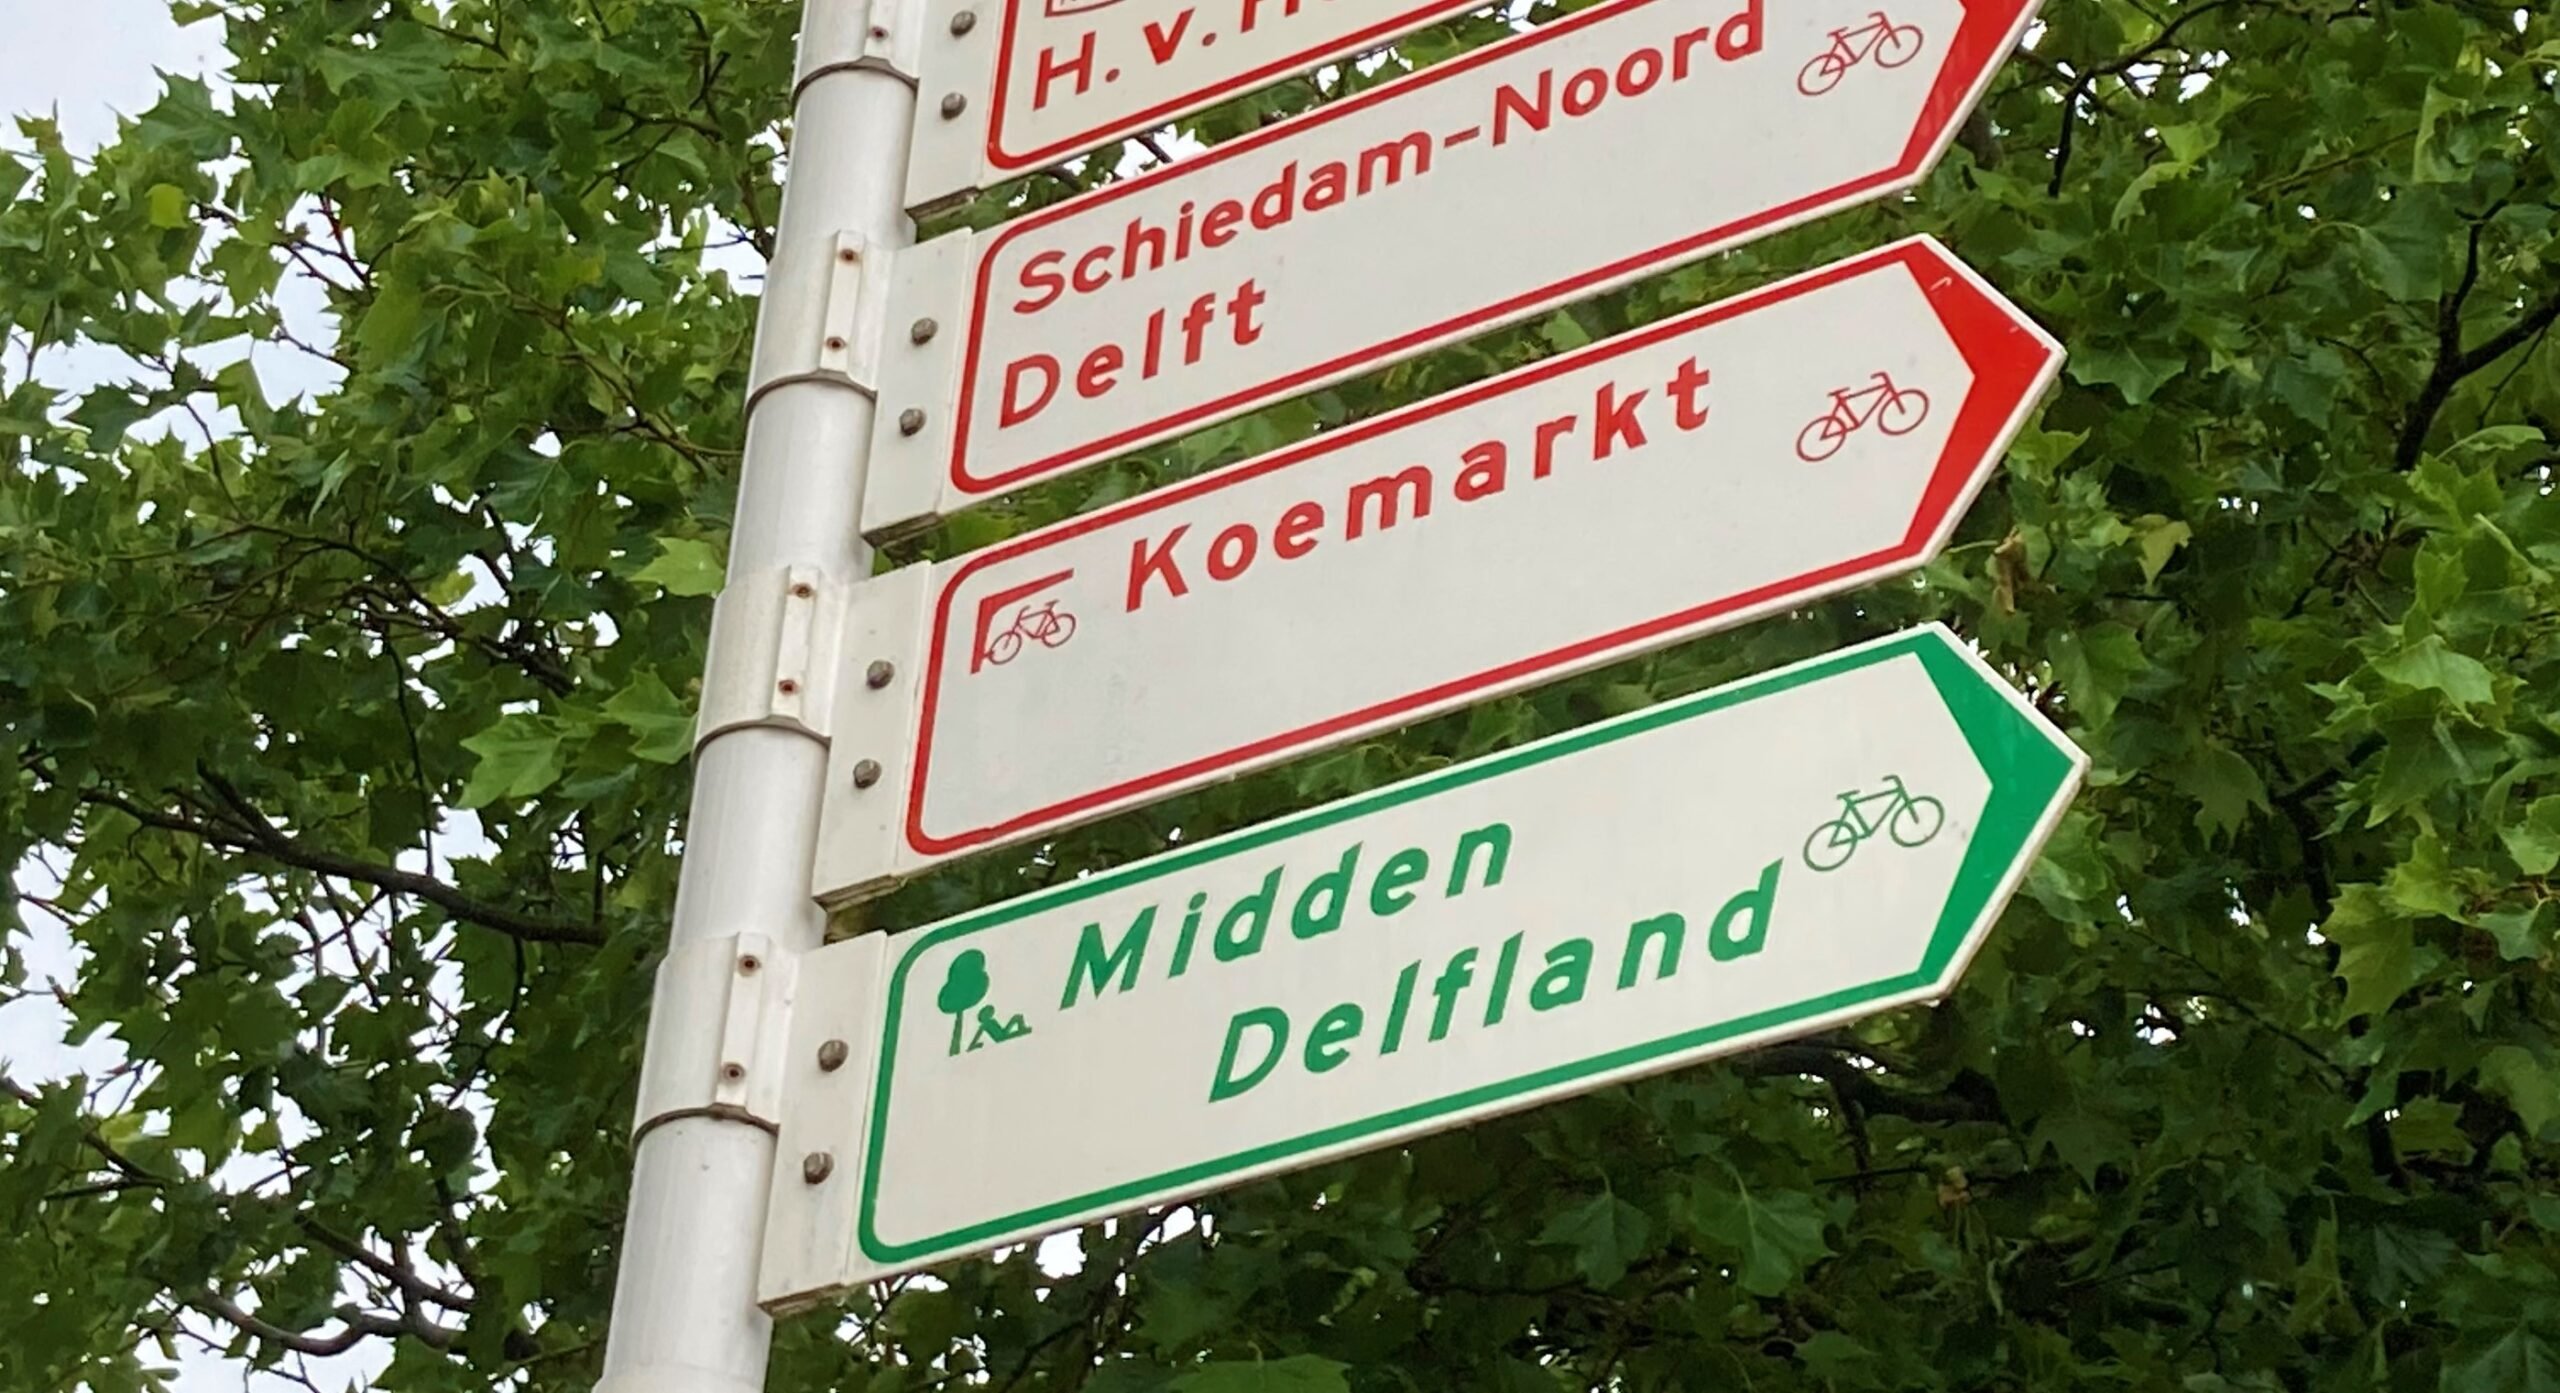 H. v.
Schiedam-Noord
Delft
Koemarkt
Midden
Delfland